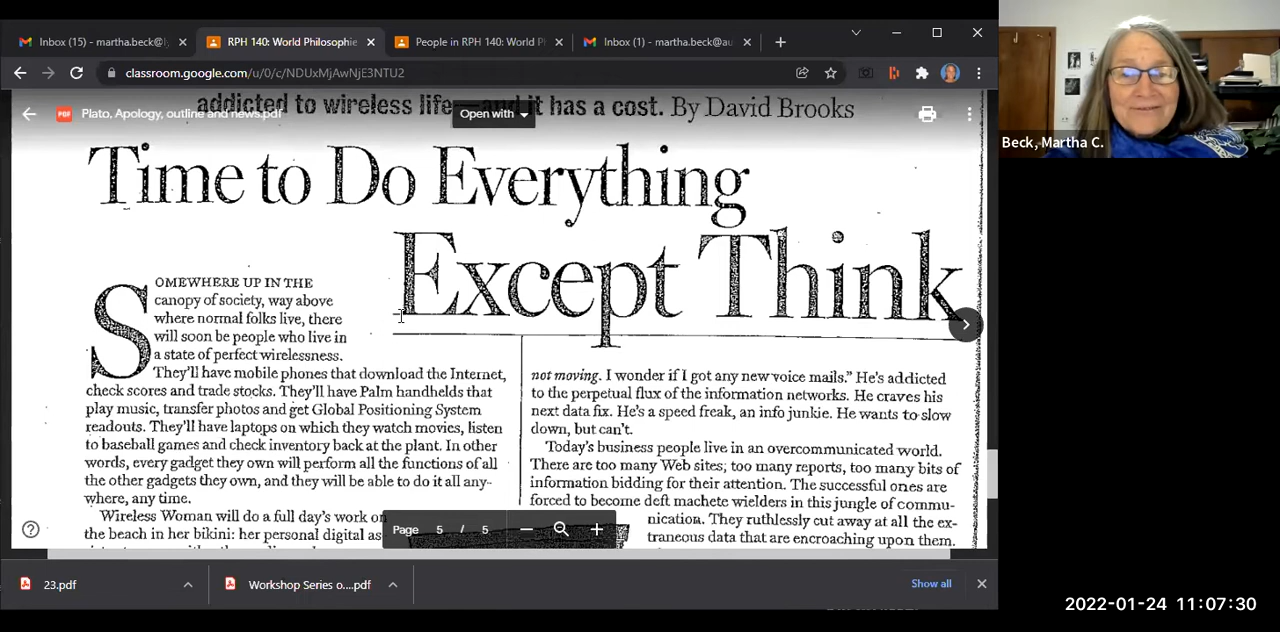 Inbox (15) - martha.beck@l
RPH 140: World Philosophie
People in RPH 140: World P
Inbox (1) - martha.beck@au
classroom.google.com/u/0/c/NDUxMjAwNjE3NTU2
addicted to wireless life—and it has a cost. By David Brooks
Plato, Apology, outline and news.pdf
Open with
Beck, Martha C.
Time to Do Everything
Except Think
SOMEWHERE UP IN THE
canopy of society, way above
where normal folks live, there
will soon be people who live in
a state of perfect wirelessness.
They'll have mobile phones that download the Internet,
check scores and trade stocks. They'll have Palm handhelds that
play music, transfer photos and get Global Positioning System
readouts. They'll have laptops on which they watch movies, listen
to baseball games and check inventory back at the plant. In other
words, every gadget they own will perform all the functions of all
the other gadgets they own, and they will be able to do it all any-
where, any time.
Wireless Woman will do a full day's work on
the beach in her bikini: her personal digital as
not moving. I wonder if I got any new voice mails." He's addicted
to the perpetual flux of the information networks. He craves his
next data fix. He's a speed freak, an info junkie. He wants to slow
down, but can't.
Today's business people live in an overcommunicated world.
There are too many Web sites; too many reports, too many bits of
information bidding for their attention. The successful ones are
forced to become deft machete wielders in this jungle of commu-
nication. They ruthlessly cut away at all the ex-
traneous data that are encroaching upon them.
Page 5 / 5
23.pdf
Workshop Series o....pdf
Show all
2022-01-24 11:07:30